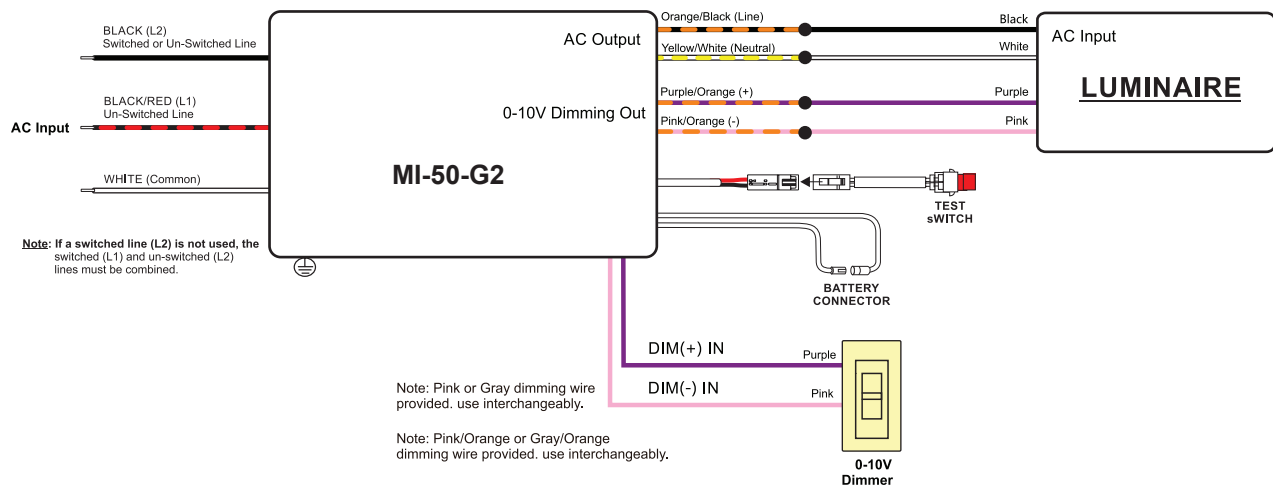 BLACK (L2)
Switched or Un-Switched Line
BLACK/RED (L1)
Un-Switched Line
AC Input
WHITE (Common)
Note: If a switched line (L2) is not used, the
switched (L1) and un-switched (L2)
lines must be combined.
MI-50-G2
AC Output
0-10V Dimming Out
Orange/Black (Line)
Yellow/White (Neutral)
Purple/Orange (+)
Pink/Orange (-)
Black
White
Purple
Pink
AC Input
LUMINAIRE
TEST
sWITCH
BATTERY
CONNECTOR
DIM(+) IN
Purple
DIM(-) IN
Pink
Note: Pink or Gray dimming wire
provided. use interchangeably.
Note: Pink/Orange or Gray/Orange
dimming wire provided. use interchangeably.
0-10V
Dimmer